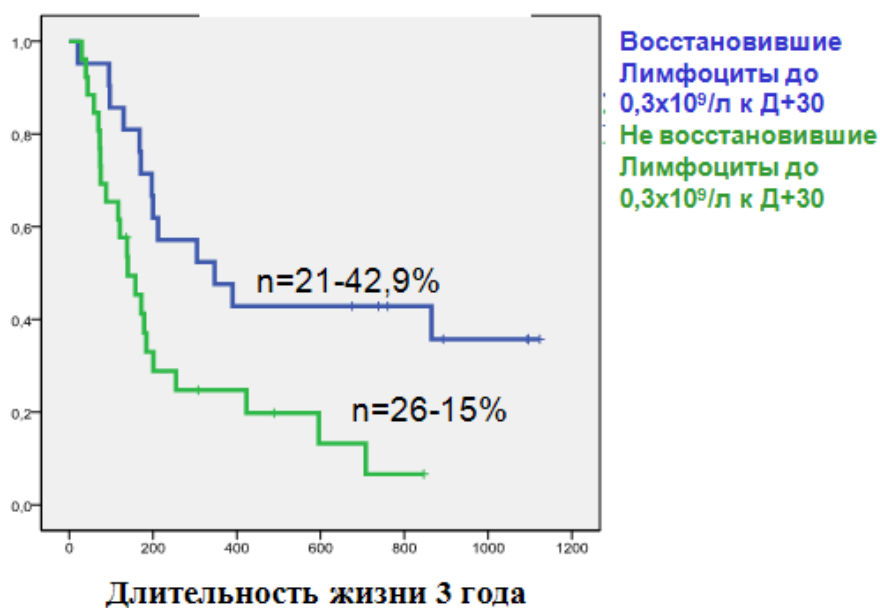 Восстановившие
Лимфоциты до
0,3х10⁹/л к Д+30
Не восстановившие
Лимфоциты до
0,3х10⁹/л к Д+30
1,0
0,8
0,6
0,4
0,2
0,0
n=21-42,9%
n=26-15%
0 200 400 600 800 1000 1200
Длительность жизни 3 года